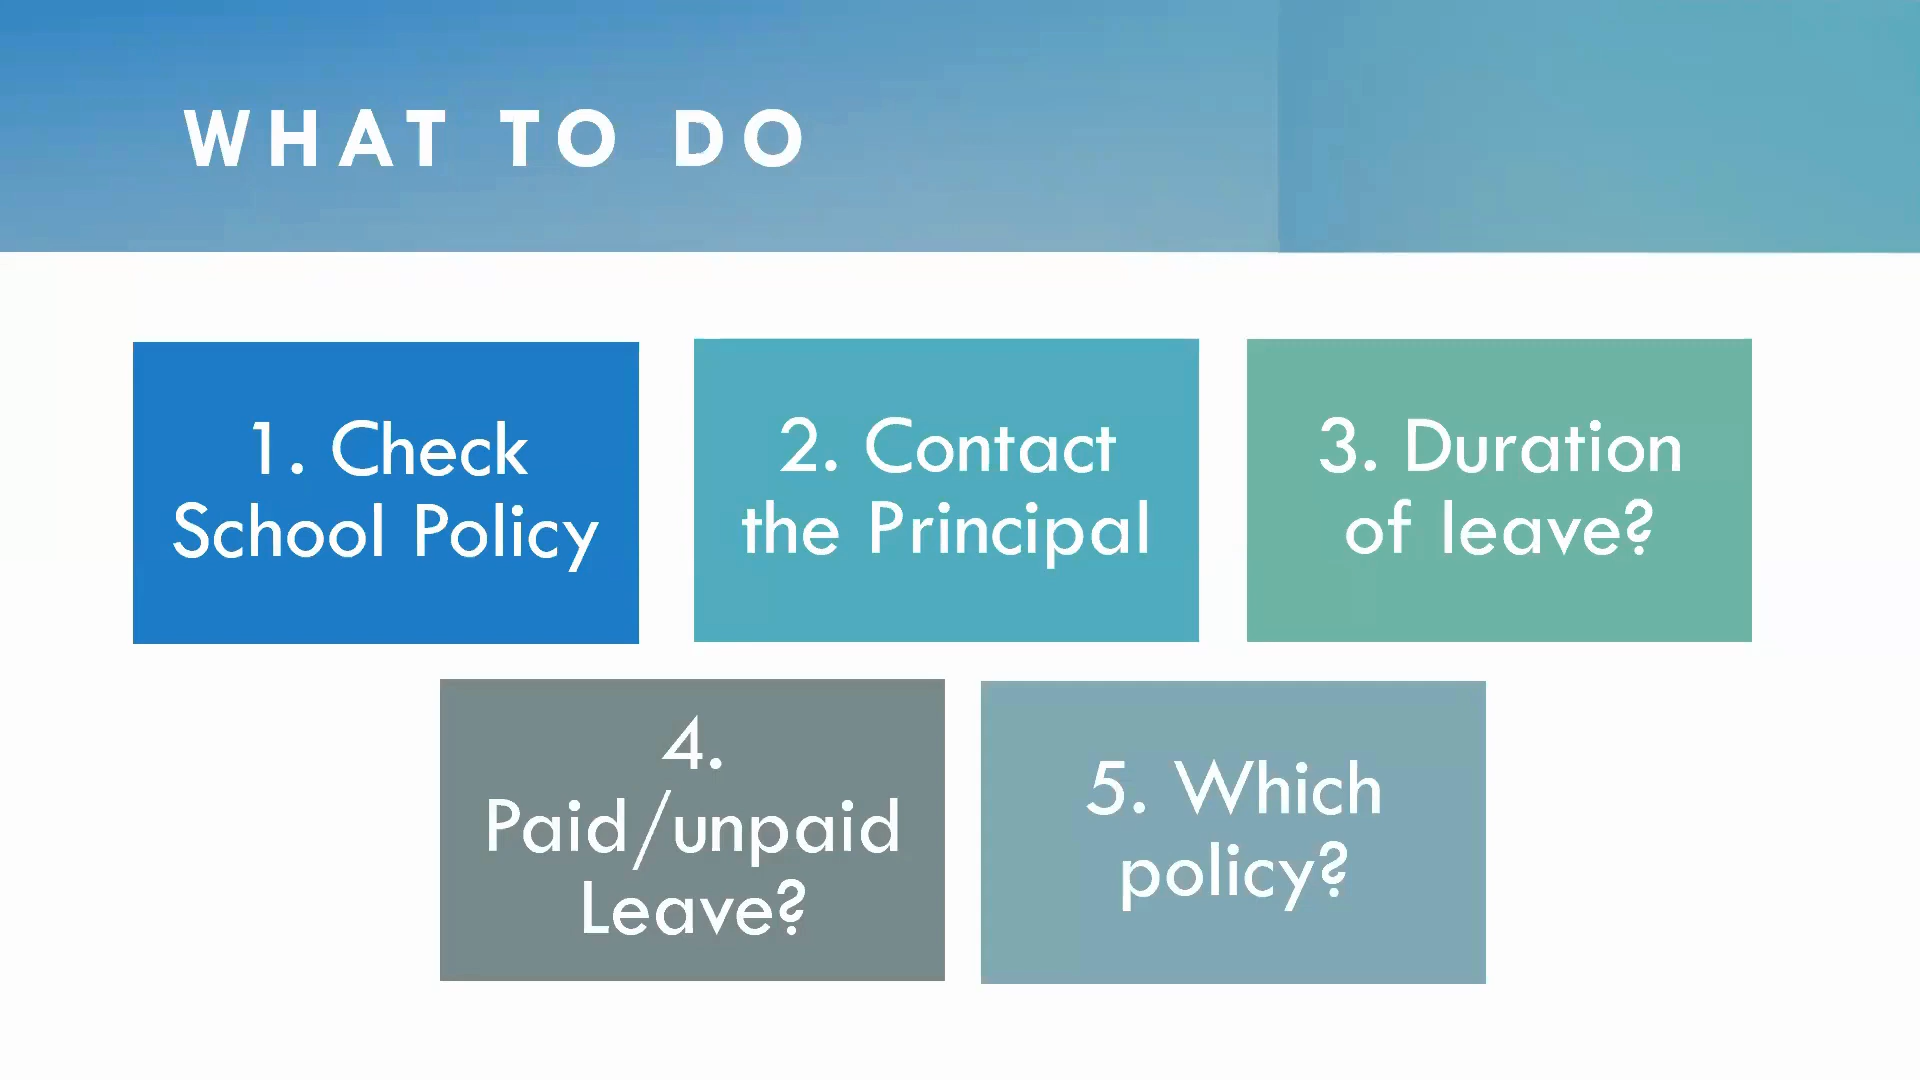 WHAT TO DO
1. Check
School Policy
2. Contact
the Principal
3. Duration
of leave?
4.
Paid/unpaid
Leave?
5. Which
policy?